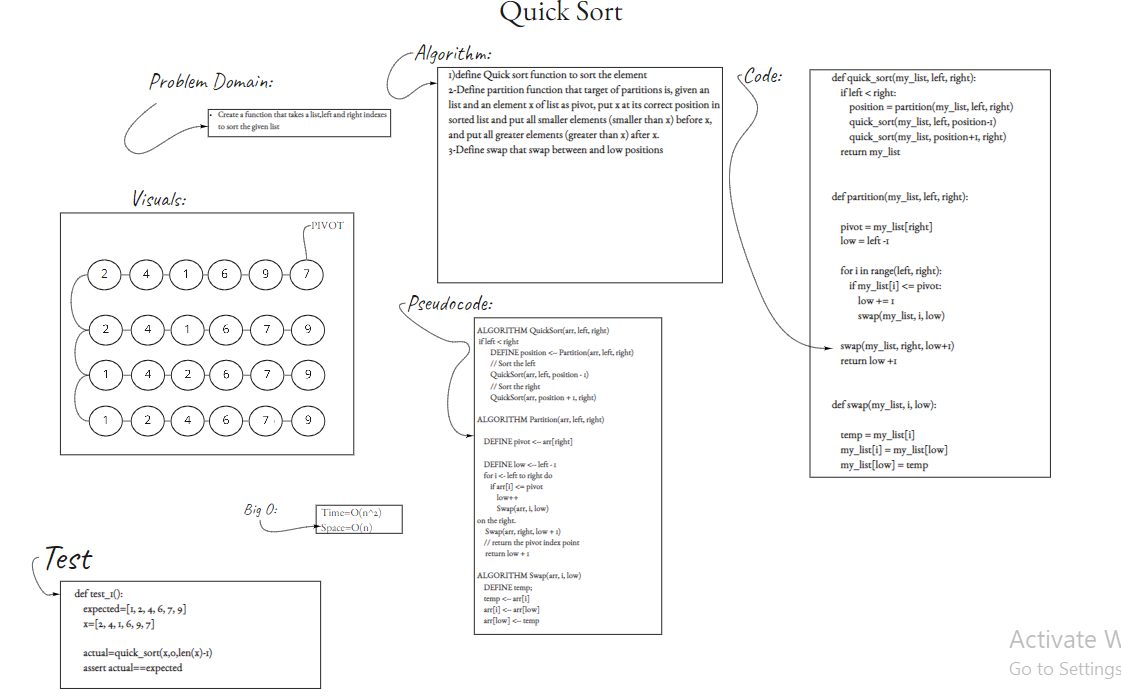 Quick Sort
Problem Domain:
• Create a function that takes a list,left and right indexes
to sort the given list
Algorithm:
1)define Quick sort function to sort the element
2-Define partition function that target of partitions is, given an
list and an element x of list as pivot, put x at its correct position in
sorted list and put all smaller elements (smaller than x) before x,
and put all greater elements (greater than x) after x.
3-Define swap that swap between and low positions
Code:
def quick_sort(my_list, left, right):
if left < right:
position = partition(my_list, left, right)
quick_sort(my_list, left, position-1)
quick_sort(my_list, position+1, right)
return my_list
def partition(my_list, left, right):
pivot = my_list[right]
low = left -1
for i in range(left, right):
if my_list[i] <= pivot:
low += 1
swap(my_list, i, low)
swap(my_list, right, low+1)
return low +1
def swap(my_list, i, low):
temp = my_list[i]
my_list[i] = my_list[low]
my_list[low] = temp
Visuals:
PIVOT
2 4 1 6 9 7
2 4 1 6 7 9
1 4 2 6 7 9
1 2 4 6 7 9
Pseudocode:
ALGORITHM QuickSort(arr, left, right)
if left < right
DEFINE position <-- Partition(arr, left, right)
// Sort the left
QuickSort(arr, left, position - 1)
// Sort the right
QuickSort(arr, position + 1, right)
ALGORITHM Partition(arr, left, right)
DEFINE pivot <-- arr[right]
DEFINE low <-- left - 1
for i <- left to right do
if arr[i] <= pivot
low++
Swap(arr, i, low)
on the right.
Swap(arr, right, low + 1)
// return the pivot index point
return low + 1
ALGORITHM Swap(arr, i, low)
DEFINE temp;
temp <-- arr[i]
arr[i] <-- arr[low]
arr[low] <-- temp
Big O:
Time=O(n^2)
Space=O(n)
Test
def test_1():
expected=[1, 2, 4, 6, 7, 9]
x=[2, 4, 1, 6, 9, 7]
actual=quick_sort(x,0,len(x)-1)
assert actual==expected
Activate W
Go to Settings